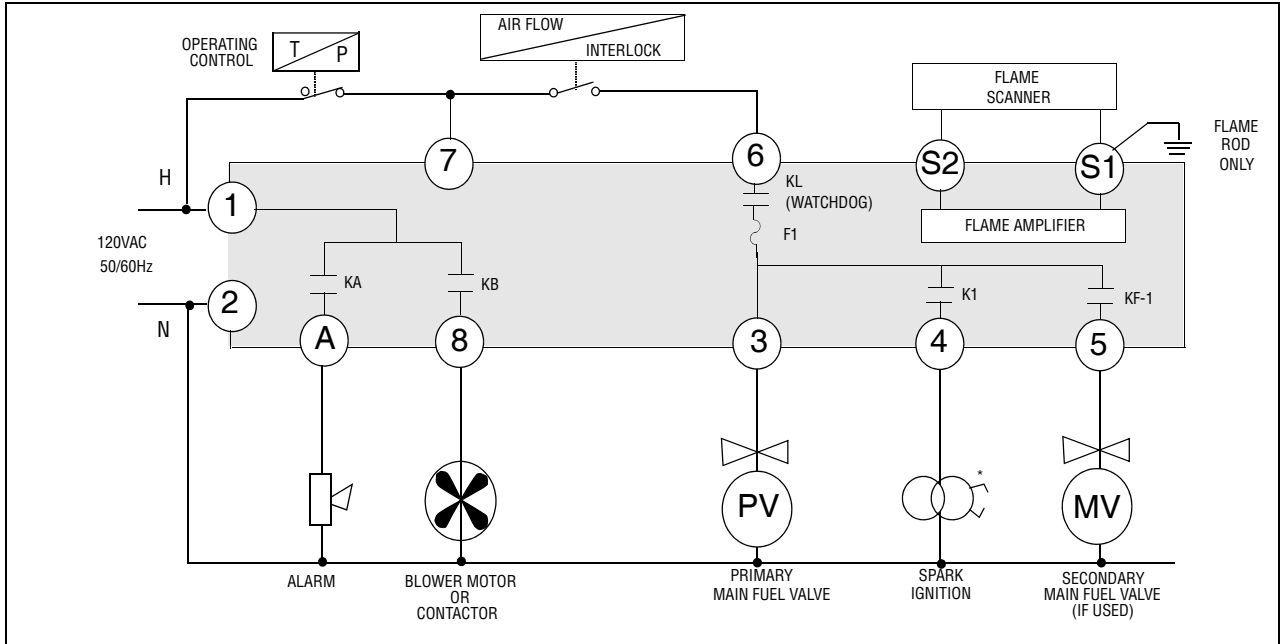 OPERATING
CONTROL
T
P
AIR FLOW
INTERLOCK
FLAME
SCANNER
FLAME
ROD
ONLY
7
6
S2
S1
H
1
KL
(WATCHDOG)
F1
FLAME AMPLIFIER
120VAC
50/60Hz
2
N
KA
KB
K1
KF-1
A
8
3
4
5
PV
*
MV
ALARM
BLOWER MOTOR
OR
CONTACTOR
PRIMARY
MAIN FUEL VALVE
SPARK
IGNITION
SECONDARY
MAIN FUEL VALVE
(IF USED)